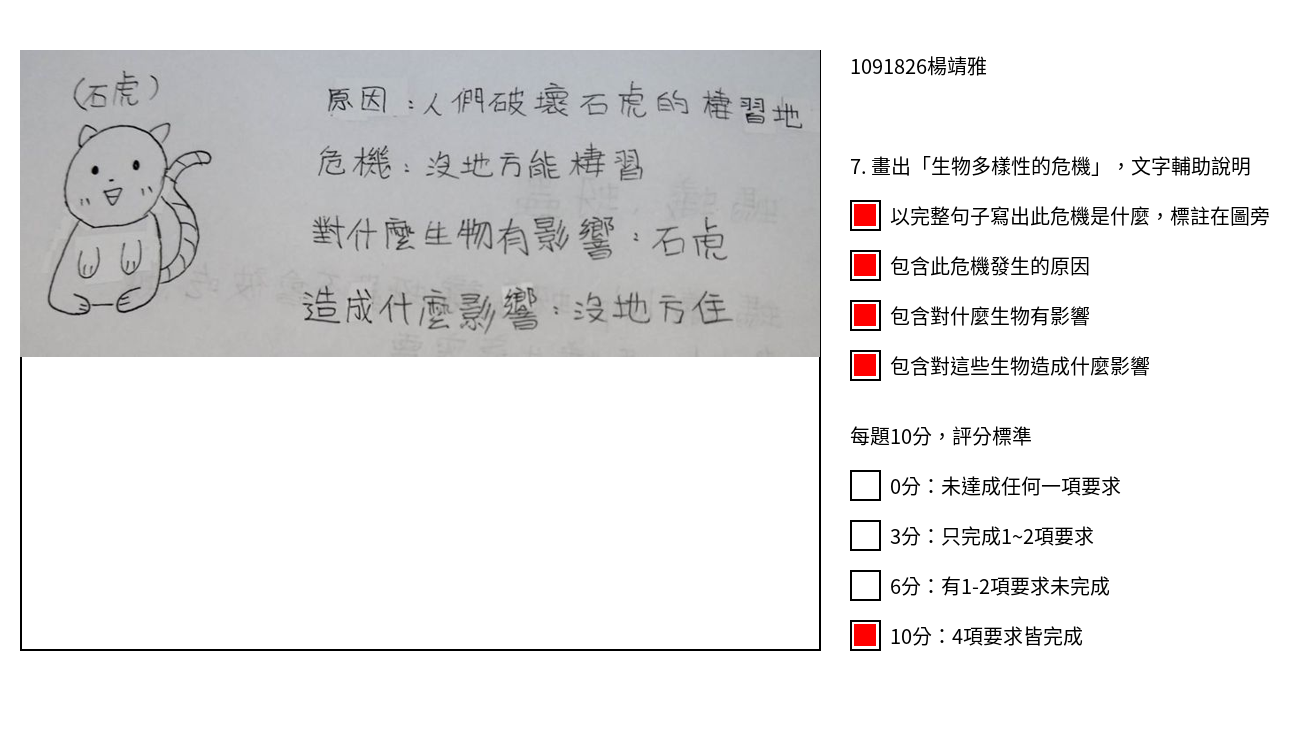 (石虎)
原因：人們破壞石虎的棲習地
危機：沒地方能棲習
對什麼生物有影響：石虎
造成什麼影響：沒地方住
1091826楊靖雅
7. 畫出「生物多樣性的危機」，文字輔助說明
以完整句子寫出此危機是什麼，標註在圖旁
包含此危機發生的原因
包含對什麼生物有影響
包含對這些生物造成什麼影響
每題10分，評分標準
0分：未達成任何一項要求
3分：只完成1~2項要求
6分：有1-2項要求未完成
10分：4項要求皆完成